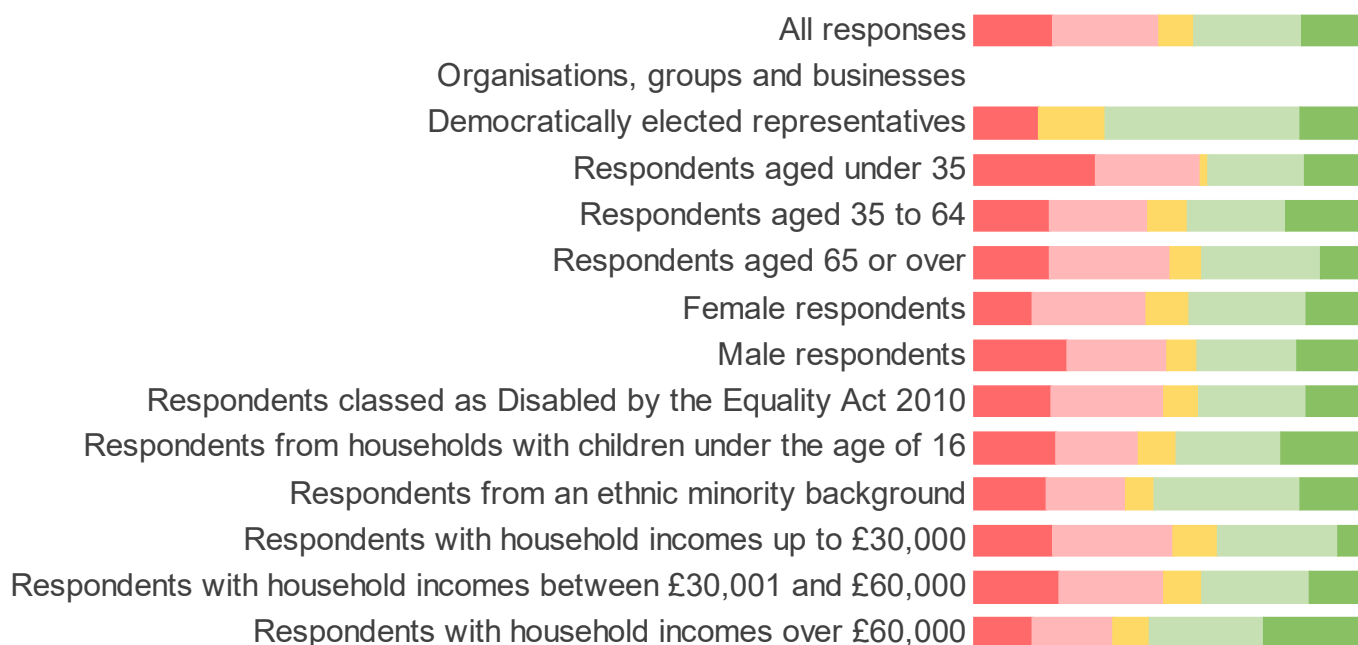 All responses
Organisations, groups and businesses
Democratically elected representatives
Respondents aged under 35
Respondents aged 35 to 64
Respondents aged 65 or over
Female respondents
Male respondents
Respondents classed as Disabled by the Equality Act 2010
Respondents from households with children under the age of 16
Respondents from an ethnic minority background
Respondents with household incomes up to £30,000
Respondents with household incomes between £30,001 and £60,000
Respondents with household incomes over £60,000